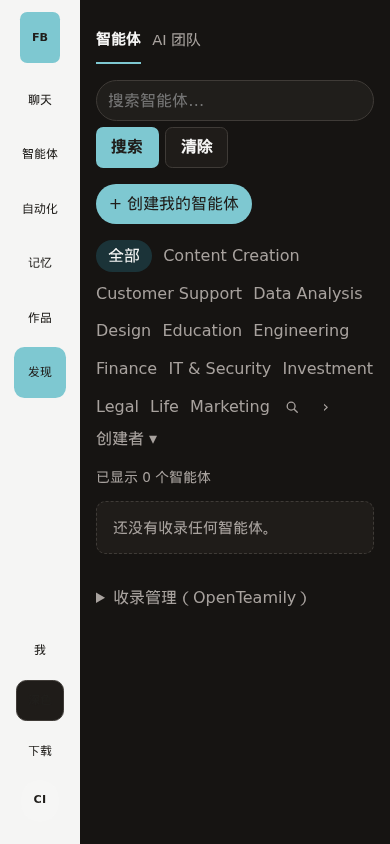 FB
聊天
智能体
自动化
记忆
作品
发现
我
下载
CI
智能体 AI 团队
搜索智能体...
搜索 清除
+ 创建我的智能体
全部 Content Creation
Customer Support Data Analysis
Design Education Engineering
Finance IT & Security Investment
Legal Life Marketing ›
创建者 ▾
已显示 0 个智能体
还没有收录任何智能体。
▶ 收录管理（OpenTeamily）